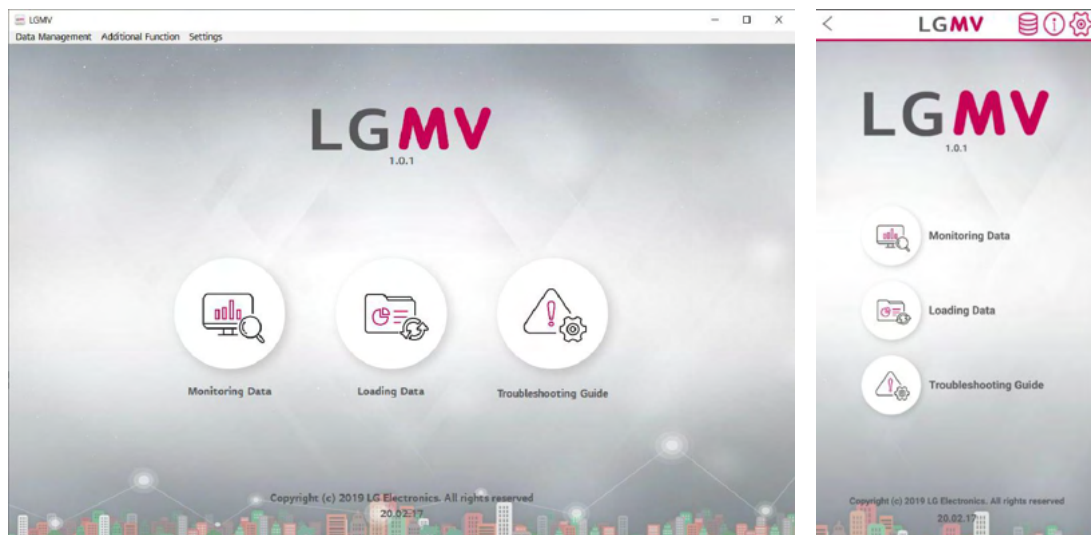 LGMV
Data Management Additional Function Settings
LGMV
1.0.1
Monitoring Data
Loading Data
Troubleshooting Guide
Copyright (c) 2019 LG Electronics. All rights reserved
20.02.17
LGMV
LGMV
1.0.1
Monitoring Data
Loading Data
Troubleshooting Guide
Copyright (c) 2019 LG Electronics. All rights reserved
20.02.17